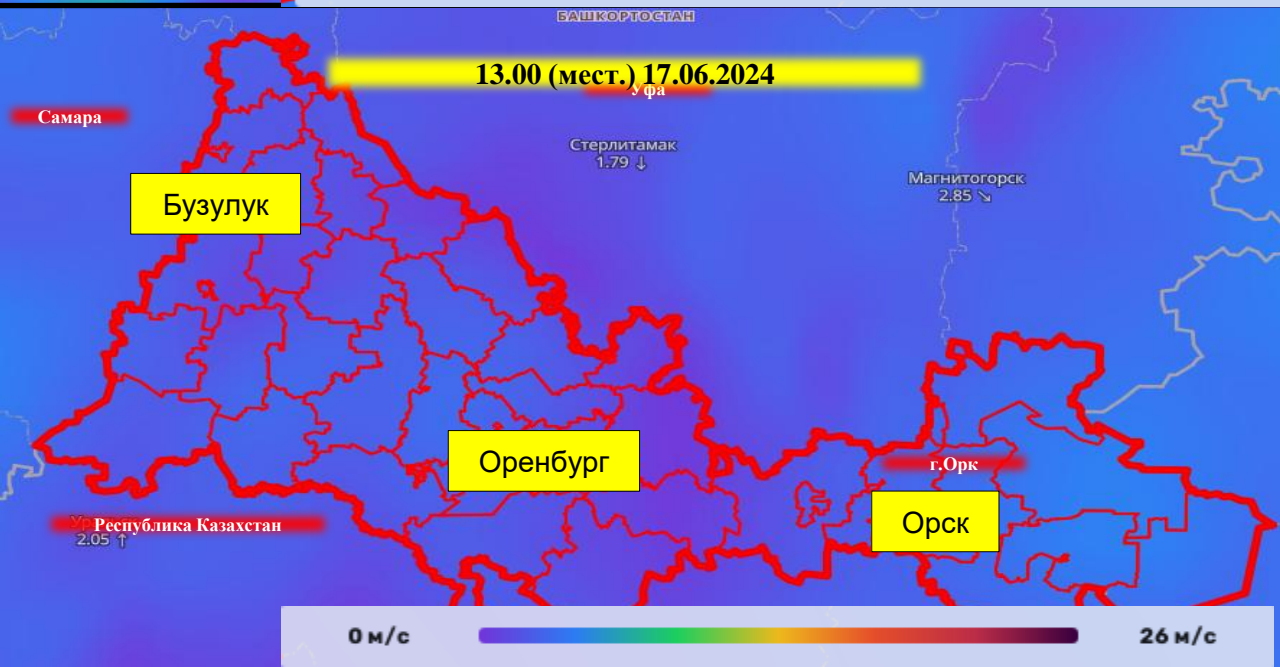 БАШКОРТОСТАН
13.00 (мест.) 17.06.2024
Уфа
Самара
Стерлитамак
1.79 ↓
Магнитогорск
2.85 ↘
Бузулук
Оренбург
г.Орк
Орск
Республика Казахстан
2.05 ↑
0 м/с
26 м/с